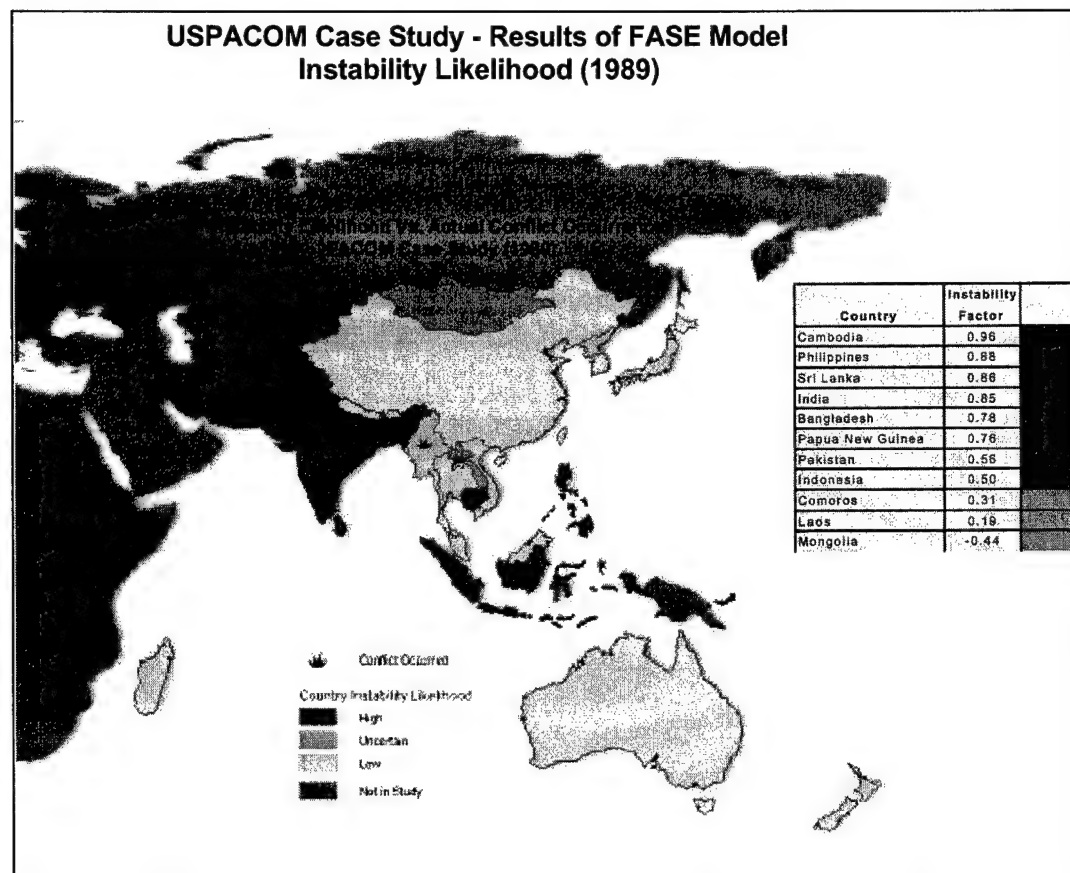 USPACOM Case Study - Results of FASE Model
Instability Likelihood (1989)
Vs. Actual Conflict
Country Instability Factor
Cambodia 0.96
Philippines 0.88
Sri Lanka 0.86
India 0.85
Bangladesh 0.78
Papua New Guinea 0.76
Pakistan 0.56
Indonesia 0.50
Comoros 0.31
Laos 0.19
Mongolia -0.44
Conflict Occurred
Country Instability Likelihood
High
Uncertain
Low
Not in Study